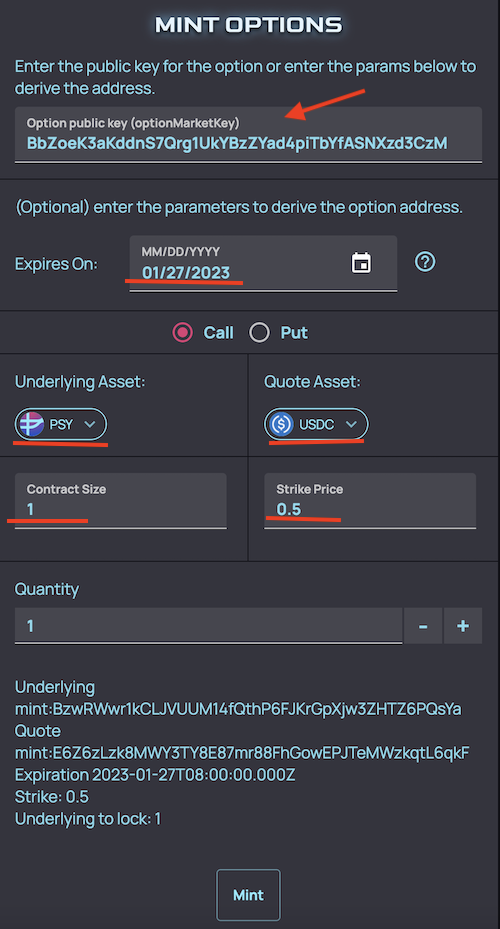 MINT OPTIONS
Enter the public key for the option or enter the params below to
derive the address.
Option public key (optionMarketKey)
BbZoeK3aKddnS7Qrg1UkYBzZYad4piTbYfASNXzd3CzM
(Optional) enter the parameters to derive the option address.
Expires On:
MM/DD/YYYY
01/27/2023
Call
Put
Underlying Asset:
Quote Asset:
PSY
USDC
Contract Size
1
Strike Price
0.5
Quantity
1
-
+
Underlying
mint:BzwRWwr1kCLJVUUM14fQthP6FJKrGpXjw3ZHTZ6PQsYa
Quote
mint:E6Z6zLzk8MWY3TY8E87mr88FhGowEPJTeMWzkqtL6qkF
Expiration 2023-01-27T08:00:00.000Z
Strike: 0.5
Underlying to lock: 1
Mint